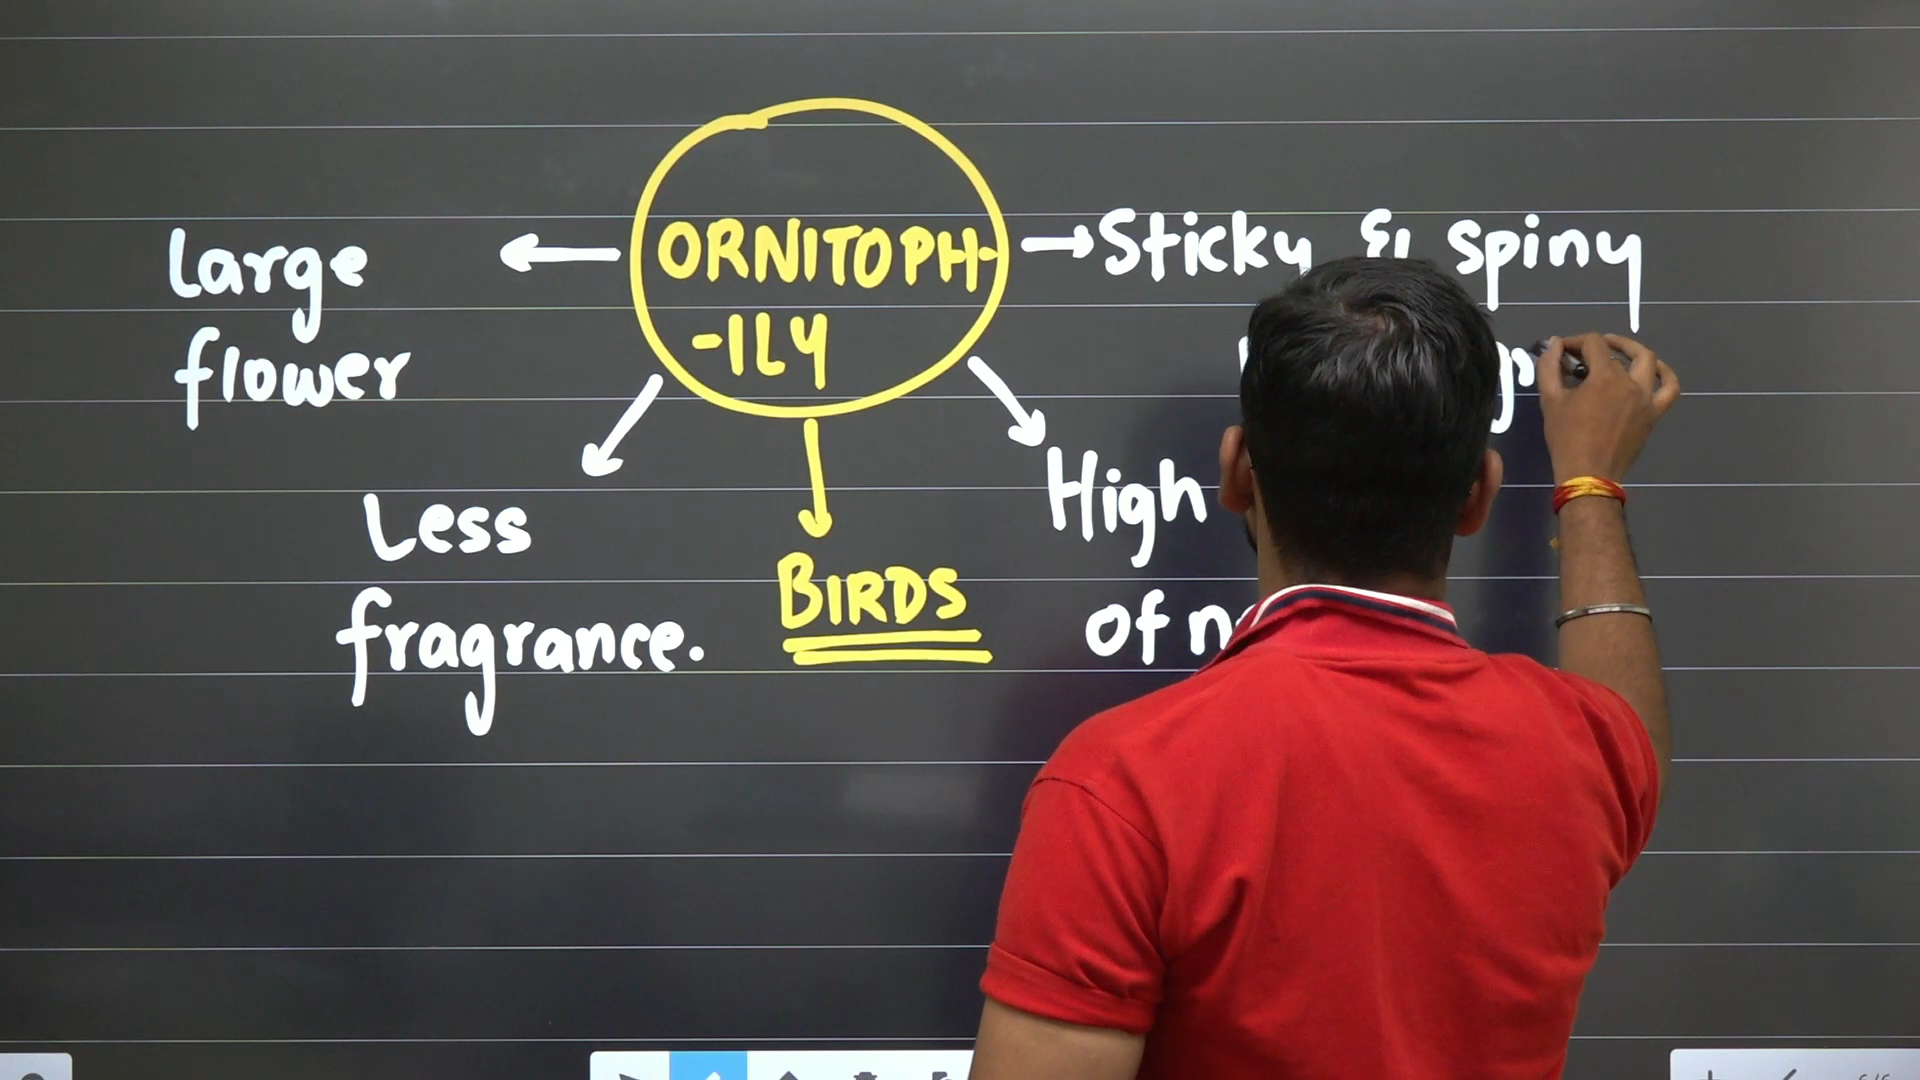 ORNITOPH-
-ILY
large
flower
Less
fragrance.
BIRDS
High
of
Sticky & spiny